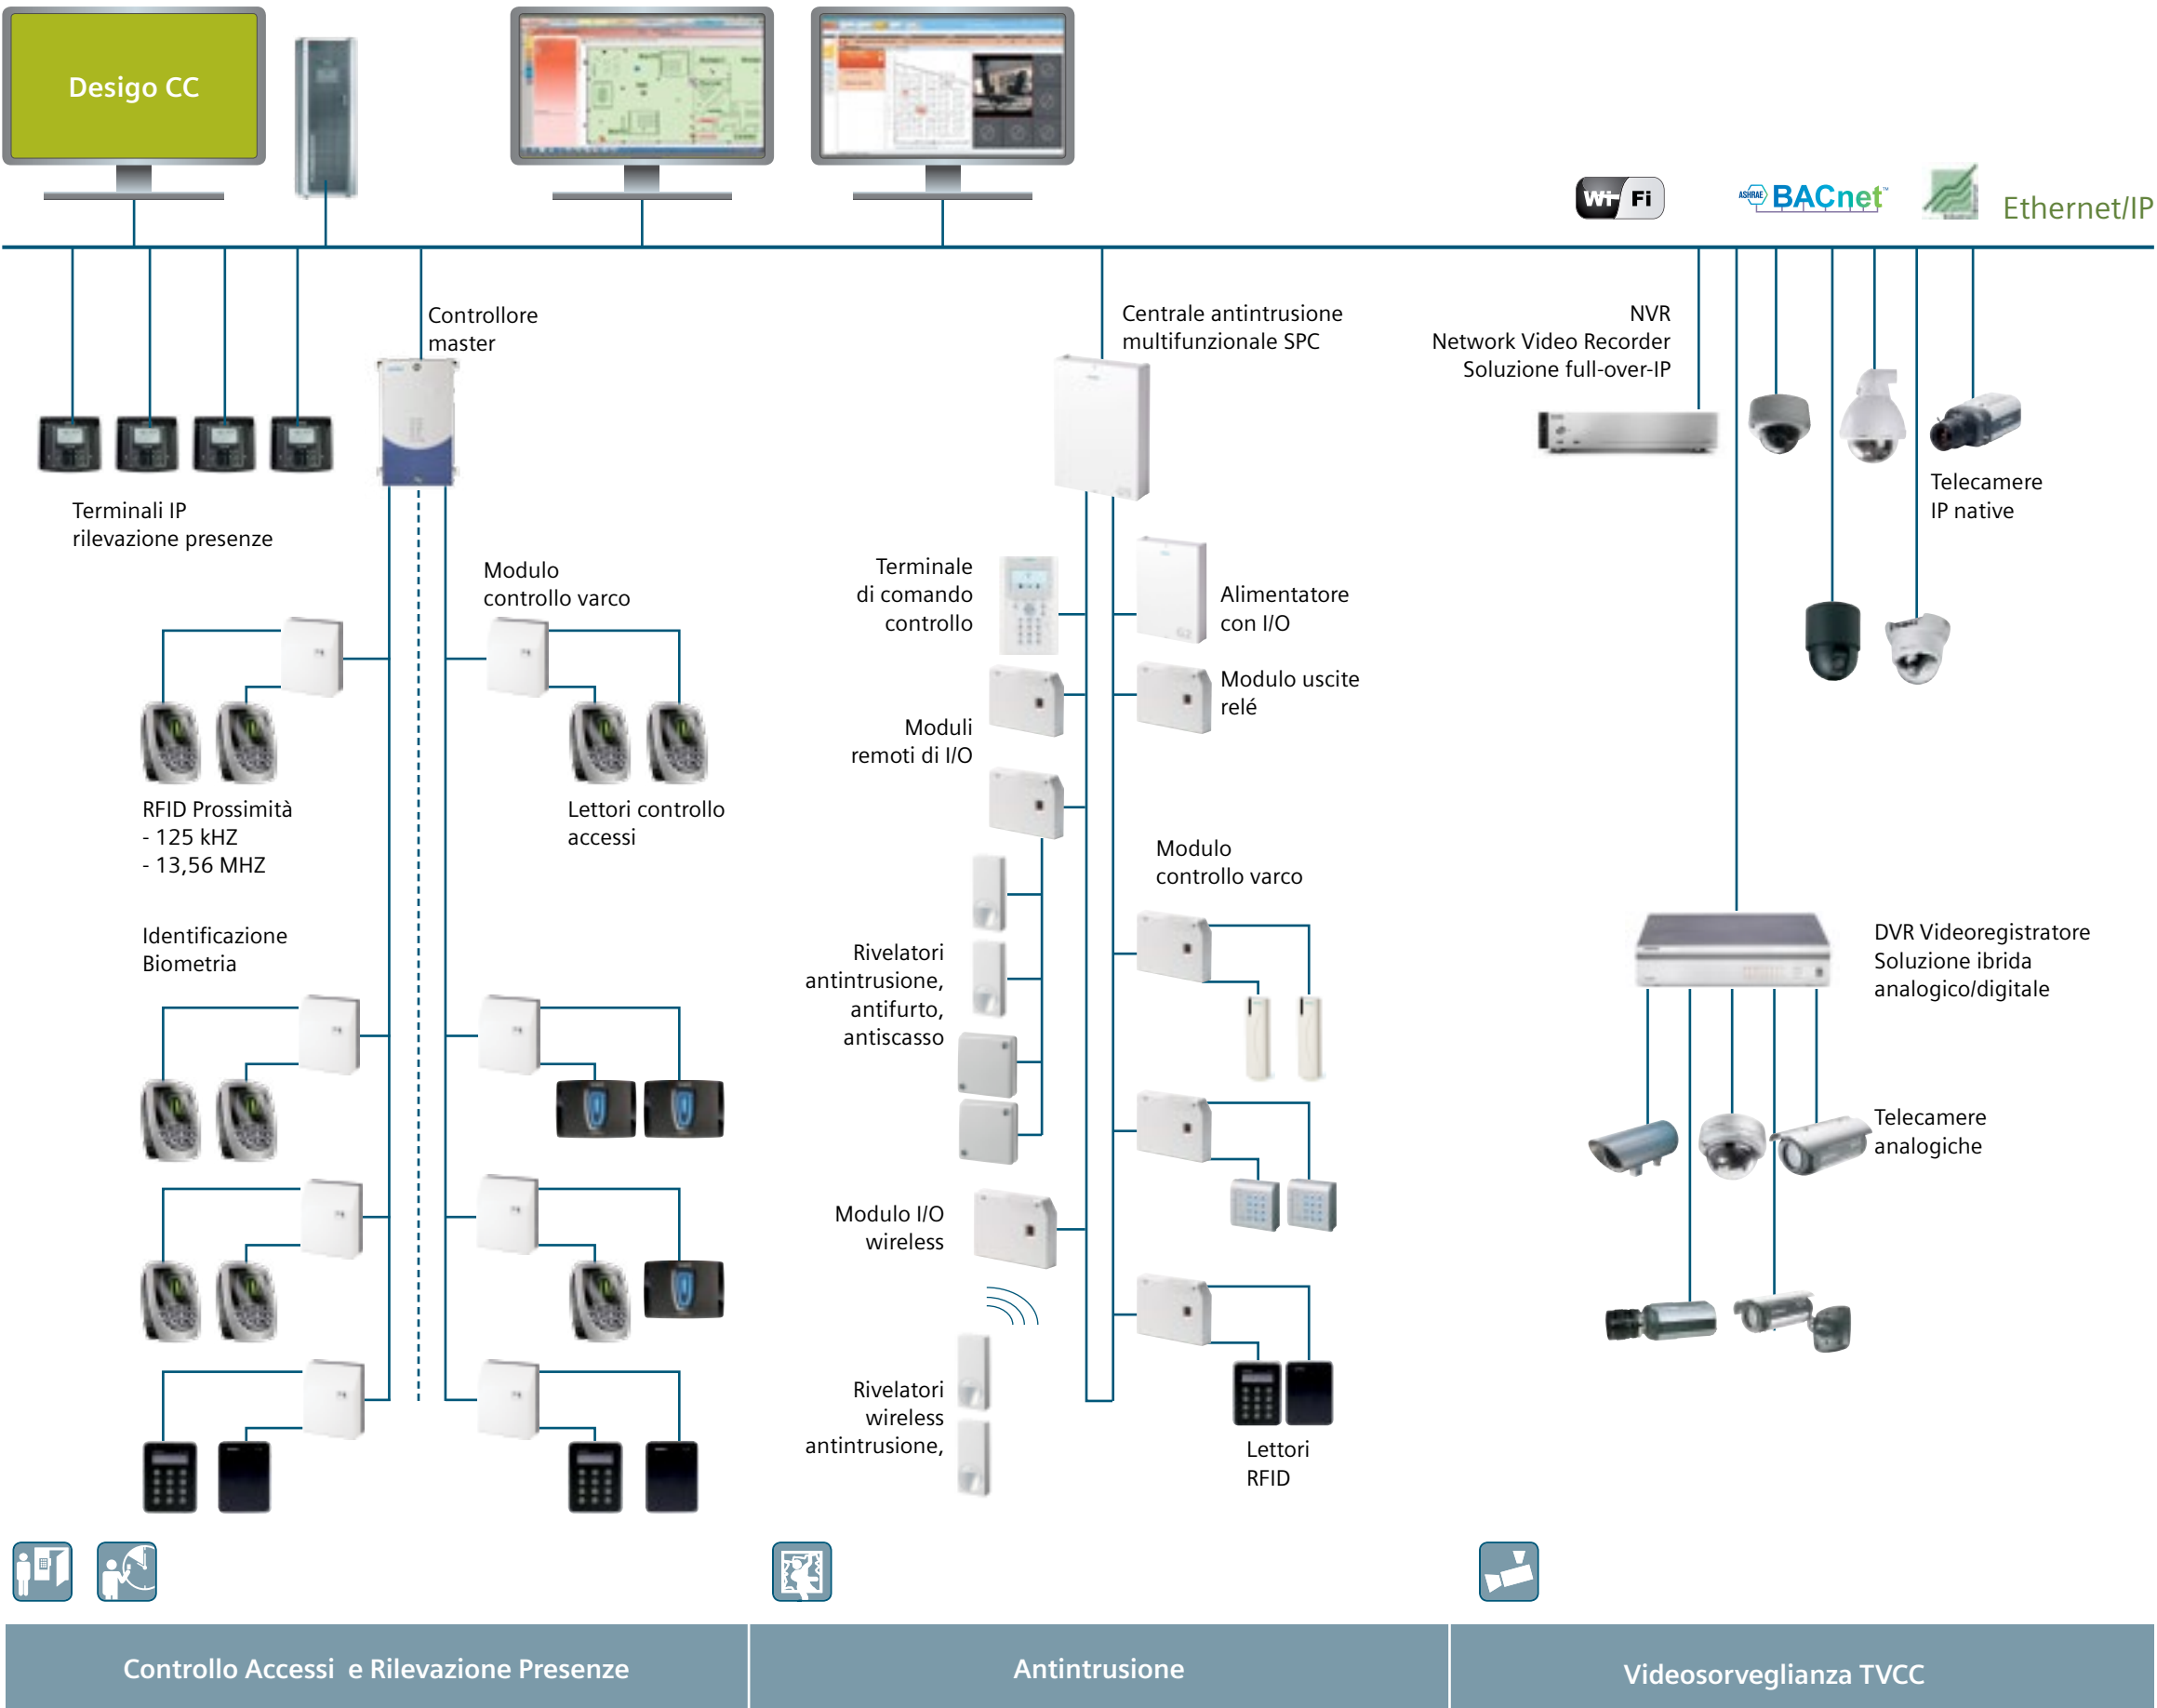 Desigo CC
Wi Fi
ASHRAE BACnet™
Ethernet/IP
Controllore
master
Terminali IP
rilevazione presenze
Modulo
controllo varco
RFID Prossimità
- 125 kHZ
- 13,56 MHZ
Lettori controllo
accessi
Identificazione
Biometria
Centrale antintrusione
multifunzionale SPC
Terminale
di comando
controllo
Alimentatore
con I/O
G2
Modulo uscite
relé
Moduli
remoti di I/O
Modulo
controllo varco
Rivelatori
antintrusione,
antifurto,
antiscasso
Modulo I/O
wireless
Rivelatori
wireless
antintrusione,
Lettori
RFID
NVR
Network Video Recorder
Soluzione full-over-IP
Telecamere
IP native
DVR Videoregistratore
Soluzione ibrida
analogico/digitale
Telecamere
analogiche
Controllo Accessi e Rilevazione Presenze
Antintrusione
Videosorveglianza TVCC